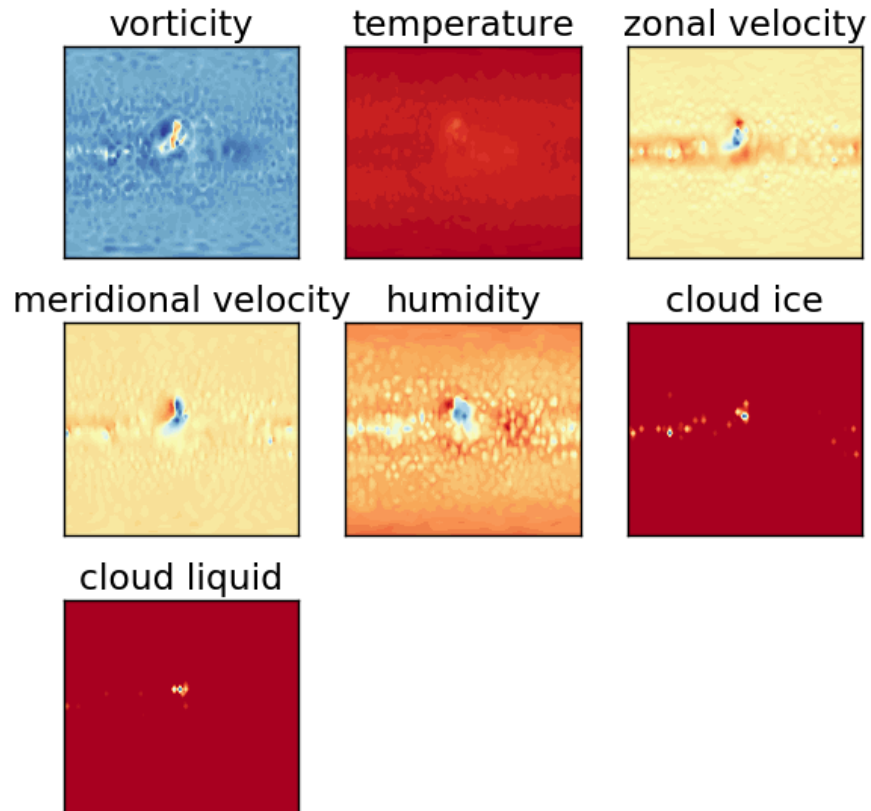 vorticity
temperature
zonal velocity
meridional velocity
humidity
cloud ice
cloud liquid